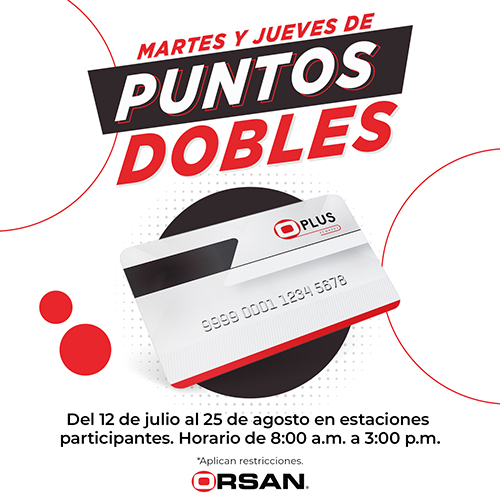 MARTES Y JUEVES DE
PUNTOS
DOBLES
PLUS
9999 0001 1234 5678
Del 12 de julio al 25 de agosto en estaciones
participantes. Horario de 8:00 a.m. a 3:00 p.m.
*Aplican restricciones.
ORSAN®